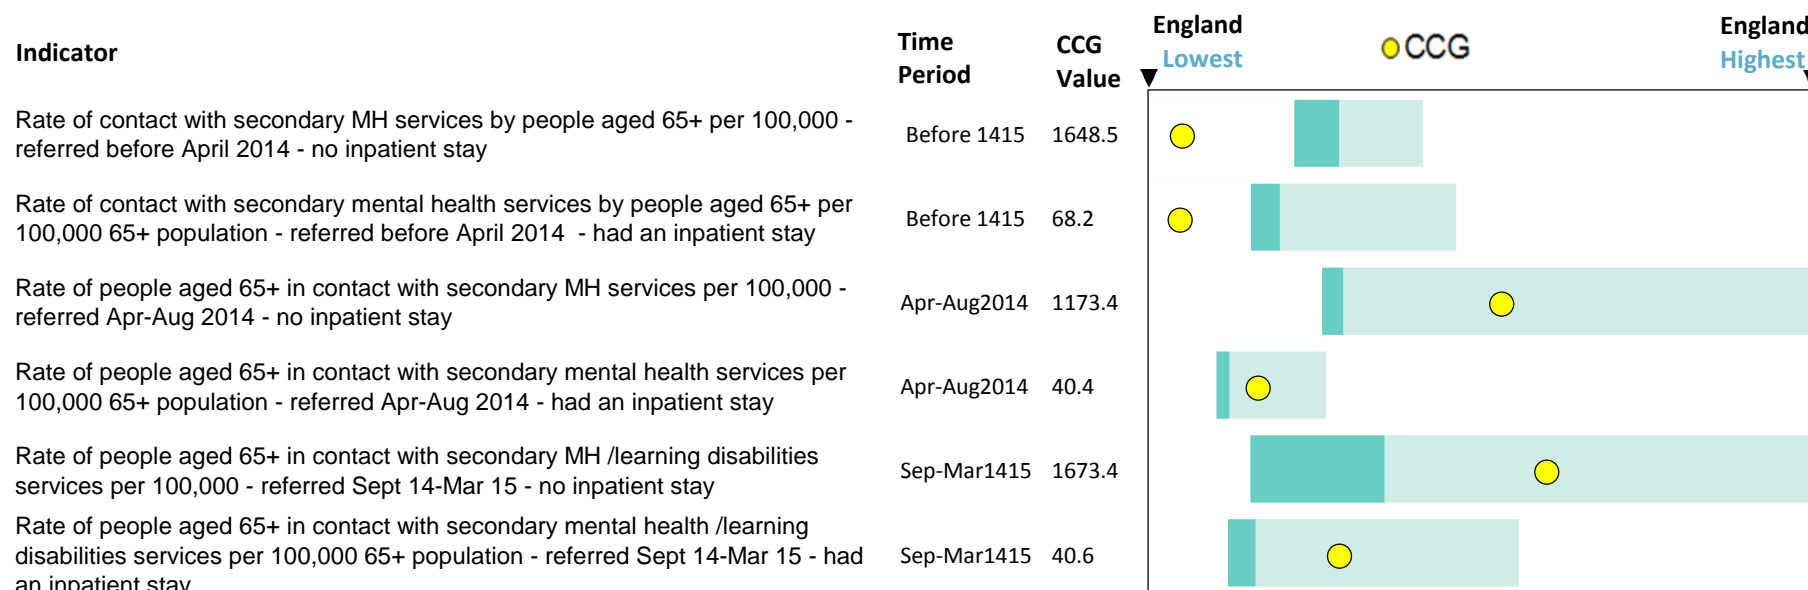 Indicator
Time
Period
CCG
Value
England
Lowest
CCG
England
Highest
Rate of contact with secondary MH services by people aged 65+ per 100,000 -
referred before April 2014 - no inpatient stay
Before 1415
1648.5
Rate of contact with secondary mental health services by people aged 65+ per
100,000 65+ population - referred before April 2014  - had an inpatient stay
Before 1415
68.2
Rate of people aged 65+ in contact with secondary MH services per 100,000 -
referred Apr-Aug 2014 - no inpatient stay
Apr-Aug2014
1173.4
Rate of people aged 65+ in contact with secondary mental health services per
100,000 65+ population - referred Apr-Aug 2014 - had an inpatient stay
Apr-Aug2014
40.4
Rate of people aged 65+ in contact with secondary MH /learning disabilities
services per 100,000 - referred Sept 14-Mar 15 - no inpatient stay
Sep-Mar1415
1673.4
Rate of people aged 65+ in contact with secondary mental health /learning
disabilities services per 100,000 65+ population - referred Sept 14-Mar 15 - had
an inpatient stay
Sep-Mar1415
40.6